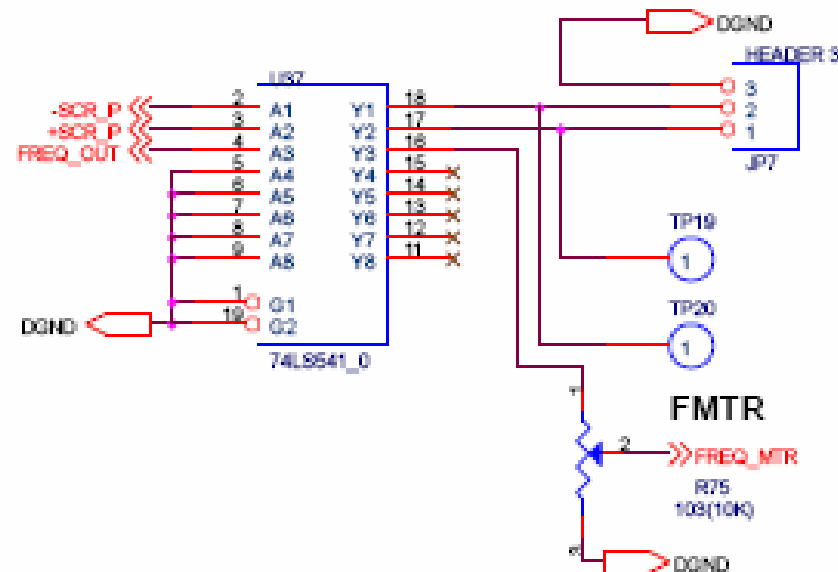 DGND
HEADER 3
U37
-SCR_P
+SCR_P
FREQ_OUT
2 A1 Y1 18
3 A2 Y2 17
4 A3 Y3 16
5 A4 Y4 15
6 A5 Y5 14
7 A6 Y6 13
8 A7 Y7 12
9 A8 Y8 11
1 G1
19 G2
DGND
74LS541_0
3
2
1
JP7
TP19
1
TP20
1
FMTR
1
2
FREQ_MTR
R75
103(10K)
DGND